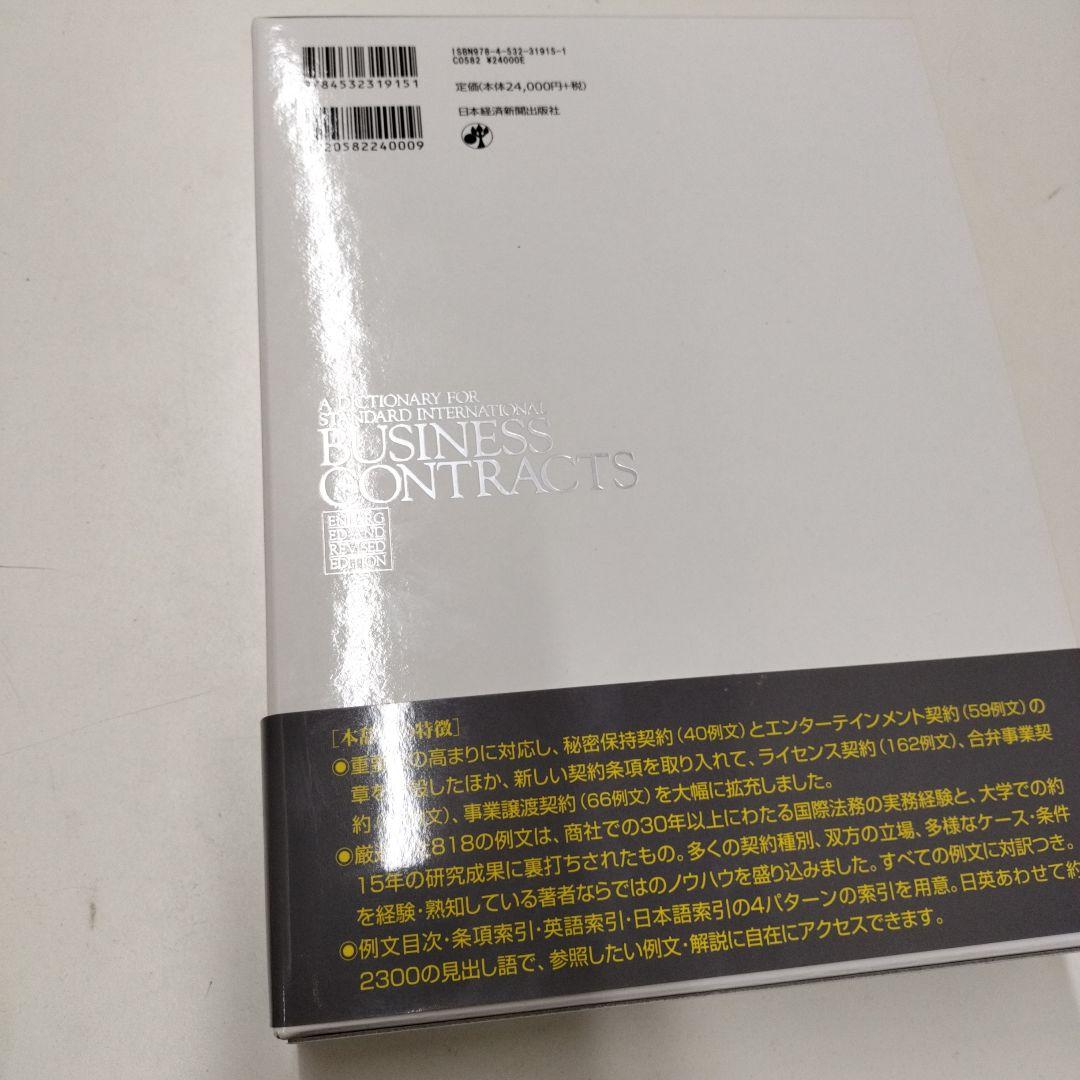 ISBN978-4-532-31915-1
C0582 ¥24000E
定価(本体24,000円+税)
日本経済新聞出版社
9784532319151
20582240009
A DICTIONARY FOR
STANDARD INTERNATIONAL
BUSINESS
CONTRACTS
ENLARG
ED AND
REVISED
EDITION
[本 特徴]
●重 の高まりに対応し、秘密保持契約(40例文)とエンターテインメント契約(59例文)の
章を 設したほか、新しい契約条項を取り入れて、ライセンス契約(162例文)、合弁事業契
約( 文)、事業譲渡契約(66例文)を大幅に拡充しました。
●厳 818の例文は、商社での30年以上にわたる国際法務の実務経験と、大学での約
15年の研究成果に裏打ちされたもの。多くの契約種別、双方の立場、多様なケース・条件
を経験・熟知している著者ならではのノウハウを盛り込みました。すべての例文に対訳つき。
●例文目次・条項索引・英語索引・日本語索引の4パターンの索引を用意。日英あわせて約
2300の見出し語で、参照したい例文・解説に自在にアクセスできます。